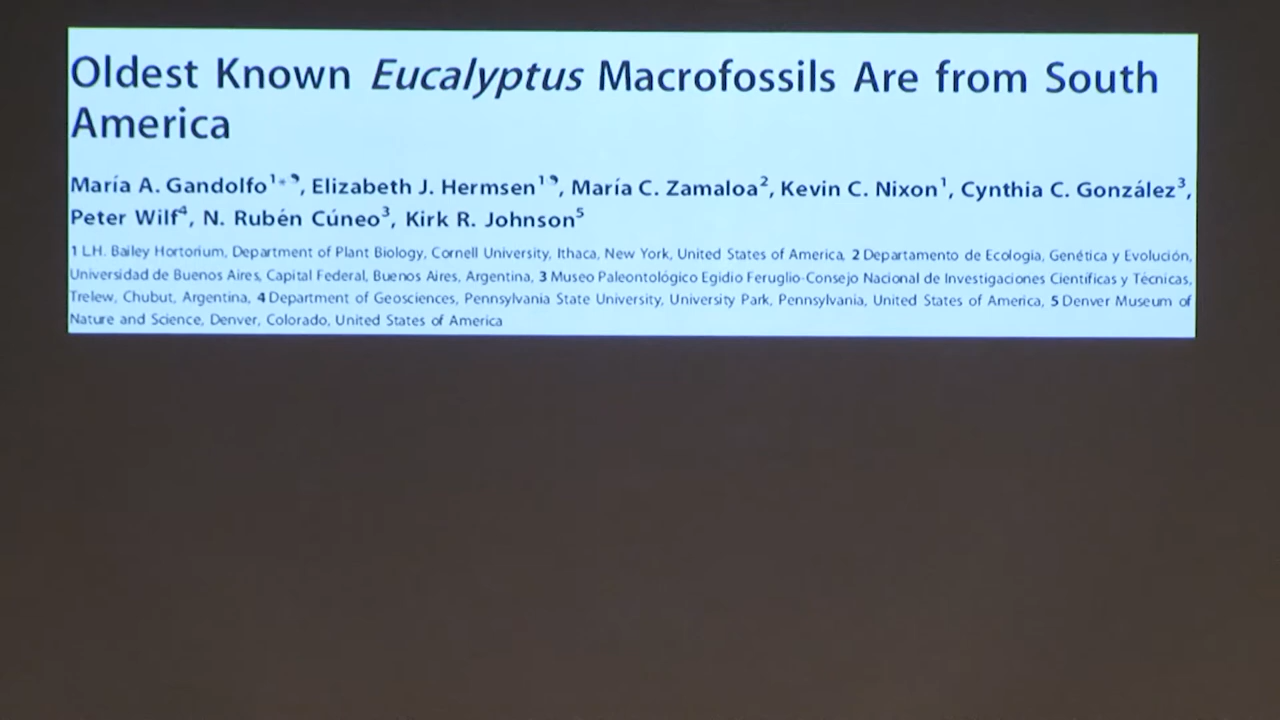 Oldest Known Eucalyptus Macrofossils Are from South
America
María A. Gandolfo1*⁹, Elizabeth J. Hermsen1⁹, María C. Zamaloa2, Kevin C. Nixon1, Cynthia C. González3,
Peter Wilf4, N. Rubén Cúneo3, Kirk R. Johnson5
1 L.H. Bailey Hortorium, Department of Plant Biology, Cornell University, Ithaca, New York, United States of America, 2 Departamento de Ecología, Genética y Evolución,
Universidad de Buenos Aires, Capital Federal, Buenos Aires, Argentina, 3 Museo Paleontológico Egidio Feruglio-Consejo Nacional de Investigaciones Científicas y Técnicas,
Trelew, Chubut, Argentina, 4 Department of Geosciences, Pennsylvania State University, University Park, Pennsylvania, United States of America, 5 Denver Museum of
Nature and Science, Denver, Colorado, United States of America